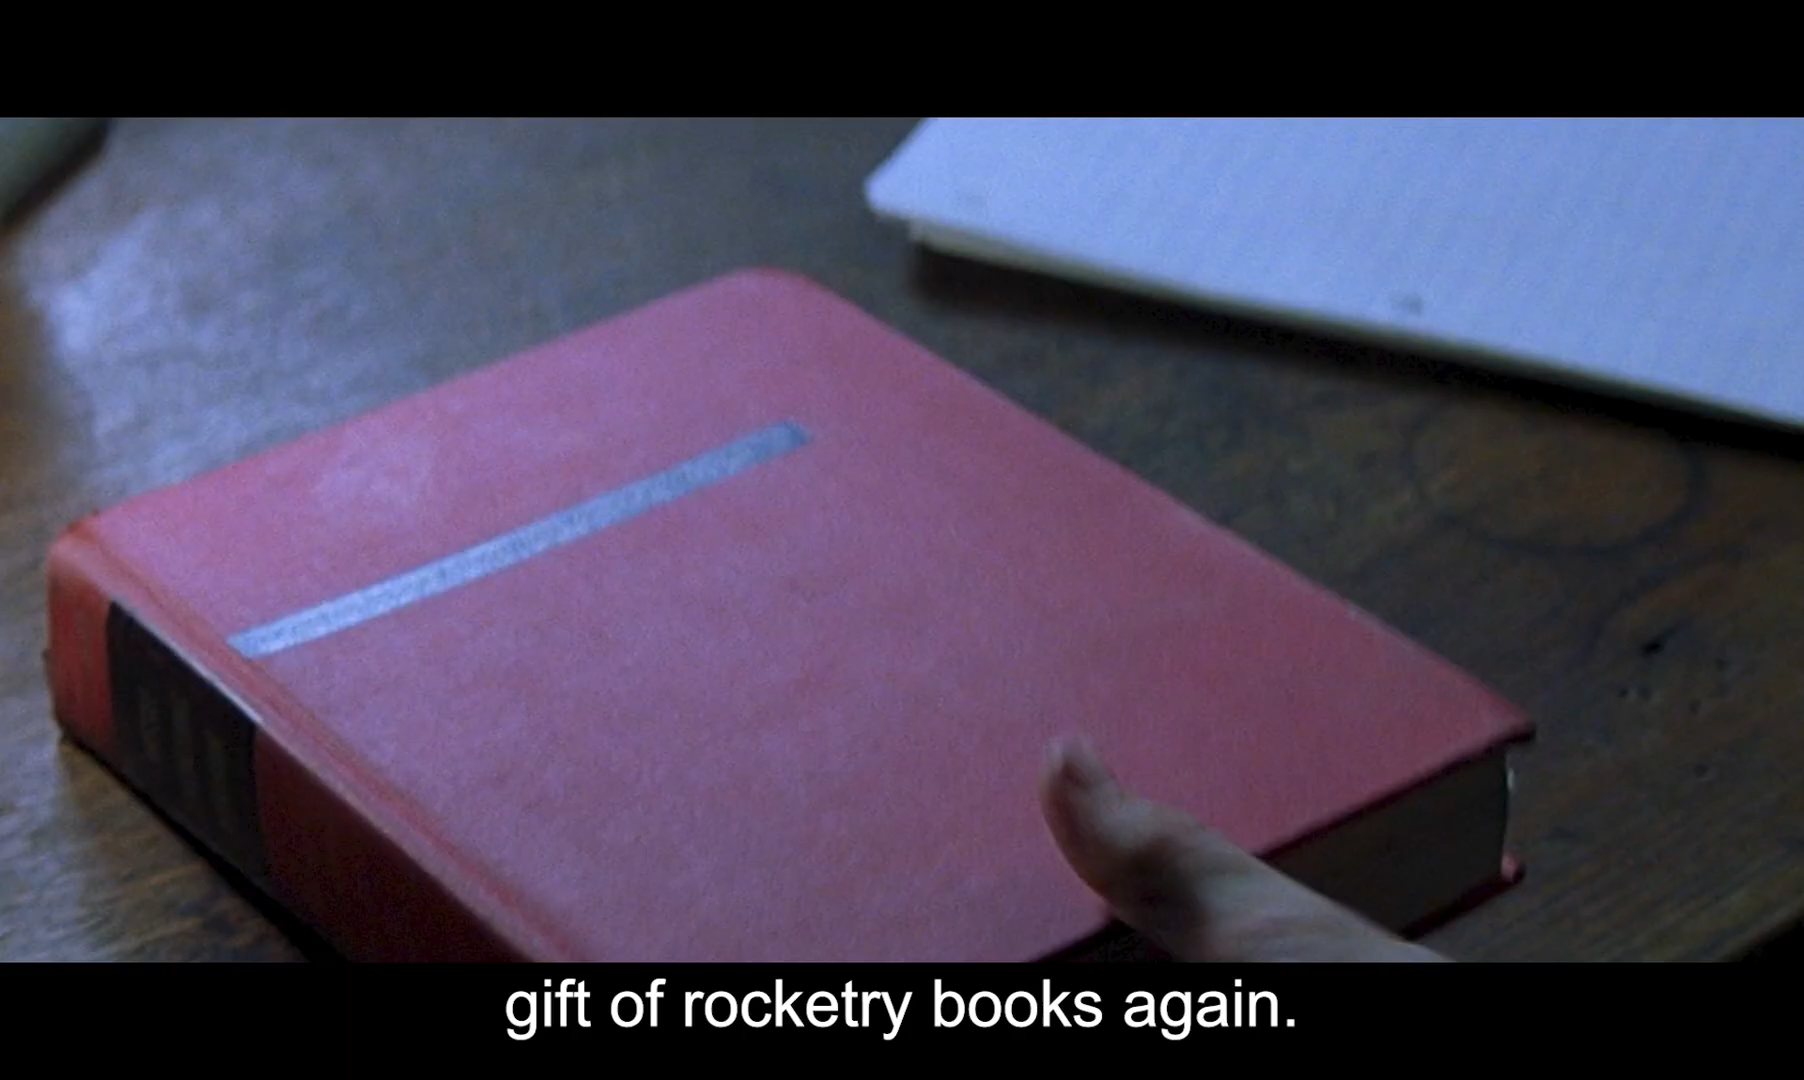 gift of rocketry books again.